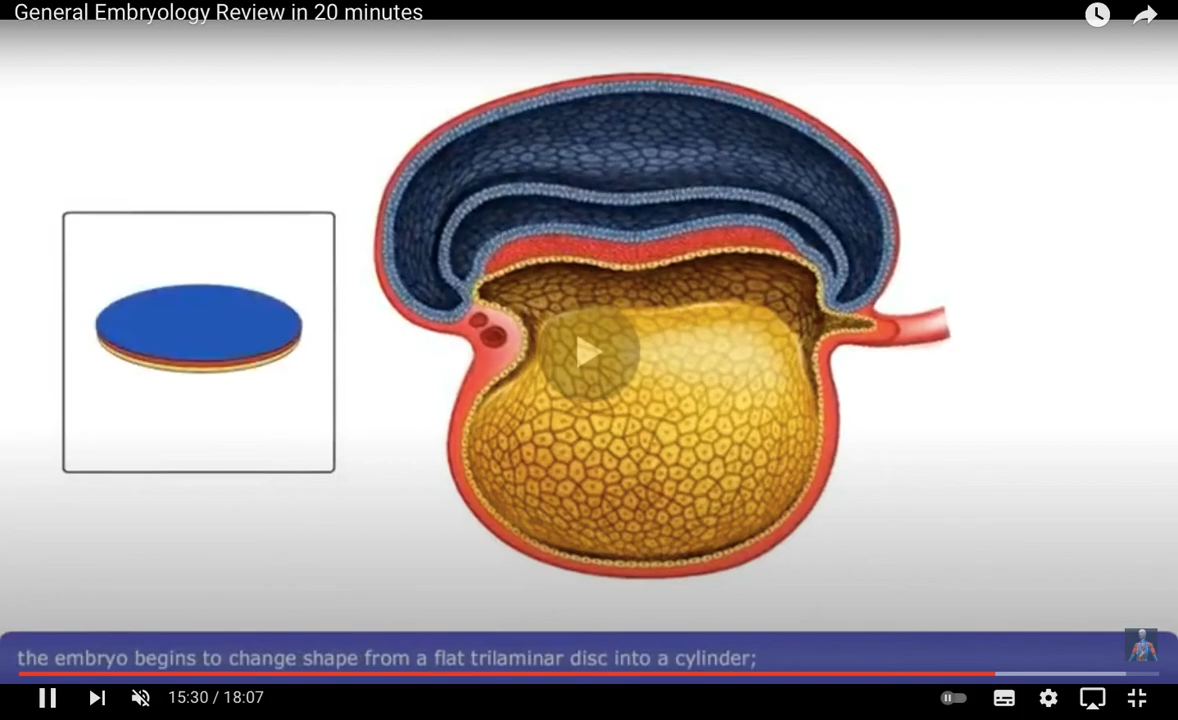 General Embryology Review in 20 minutes
the embryo begins to change shape from a flat trilaminar disc into a cylinder;
15:30 / 18:07